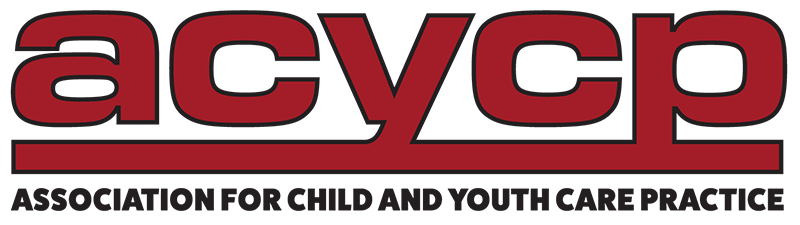 acycp
ASSOCIATION FOR CHILD AND YOUTH CARE PRACTICE